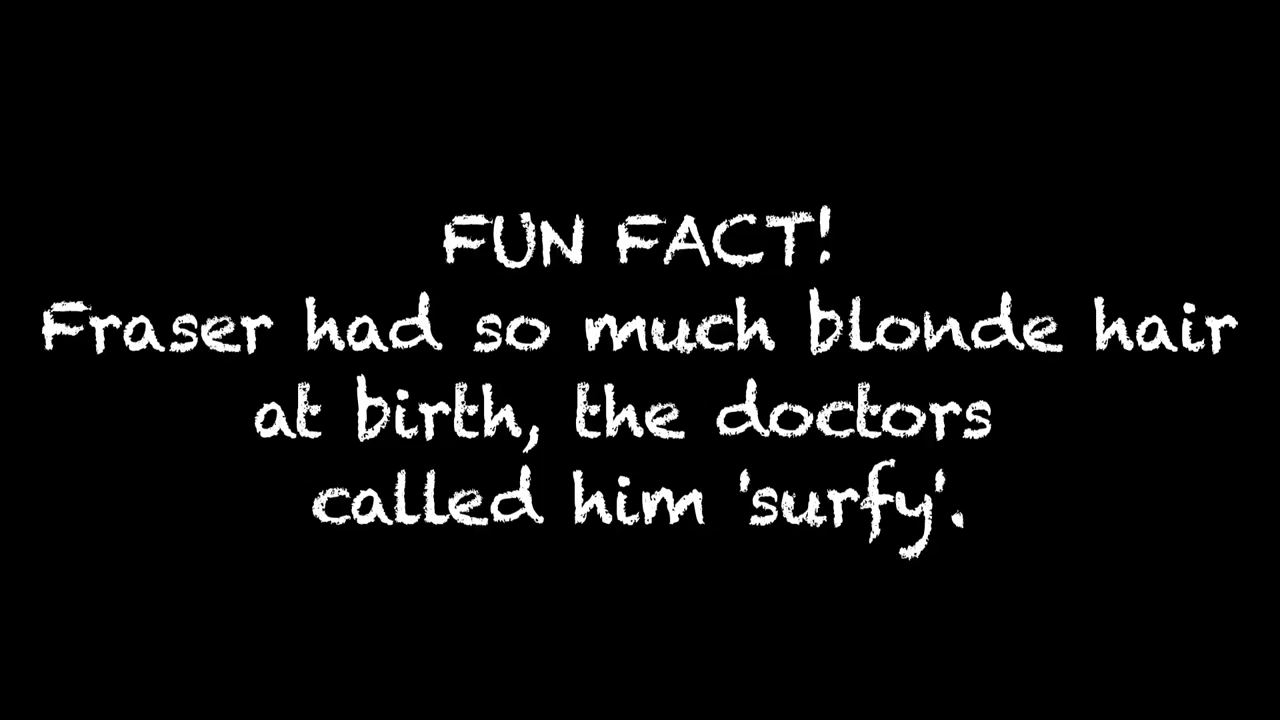 FUN FACT!
Fraser had so much blonde hair
at birth, the doctors
called him 'surfy'.